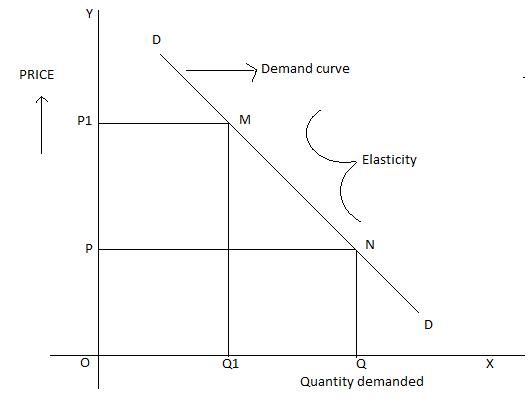 Y
D
Demand curve
PRICE
P1
M
Elasticity
P
N
D
O
Q1
Q
X
Quantity demanded